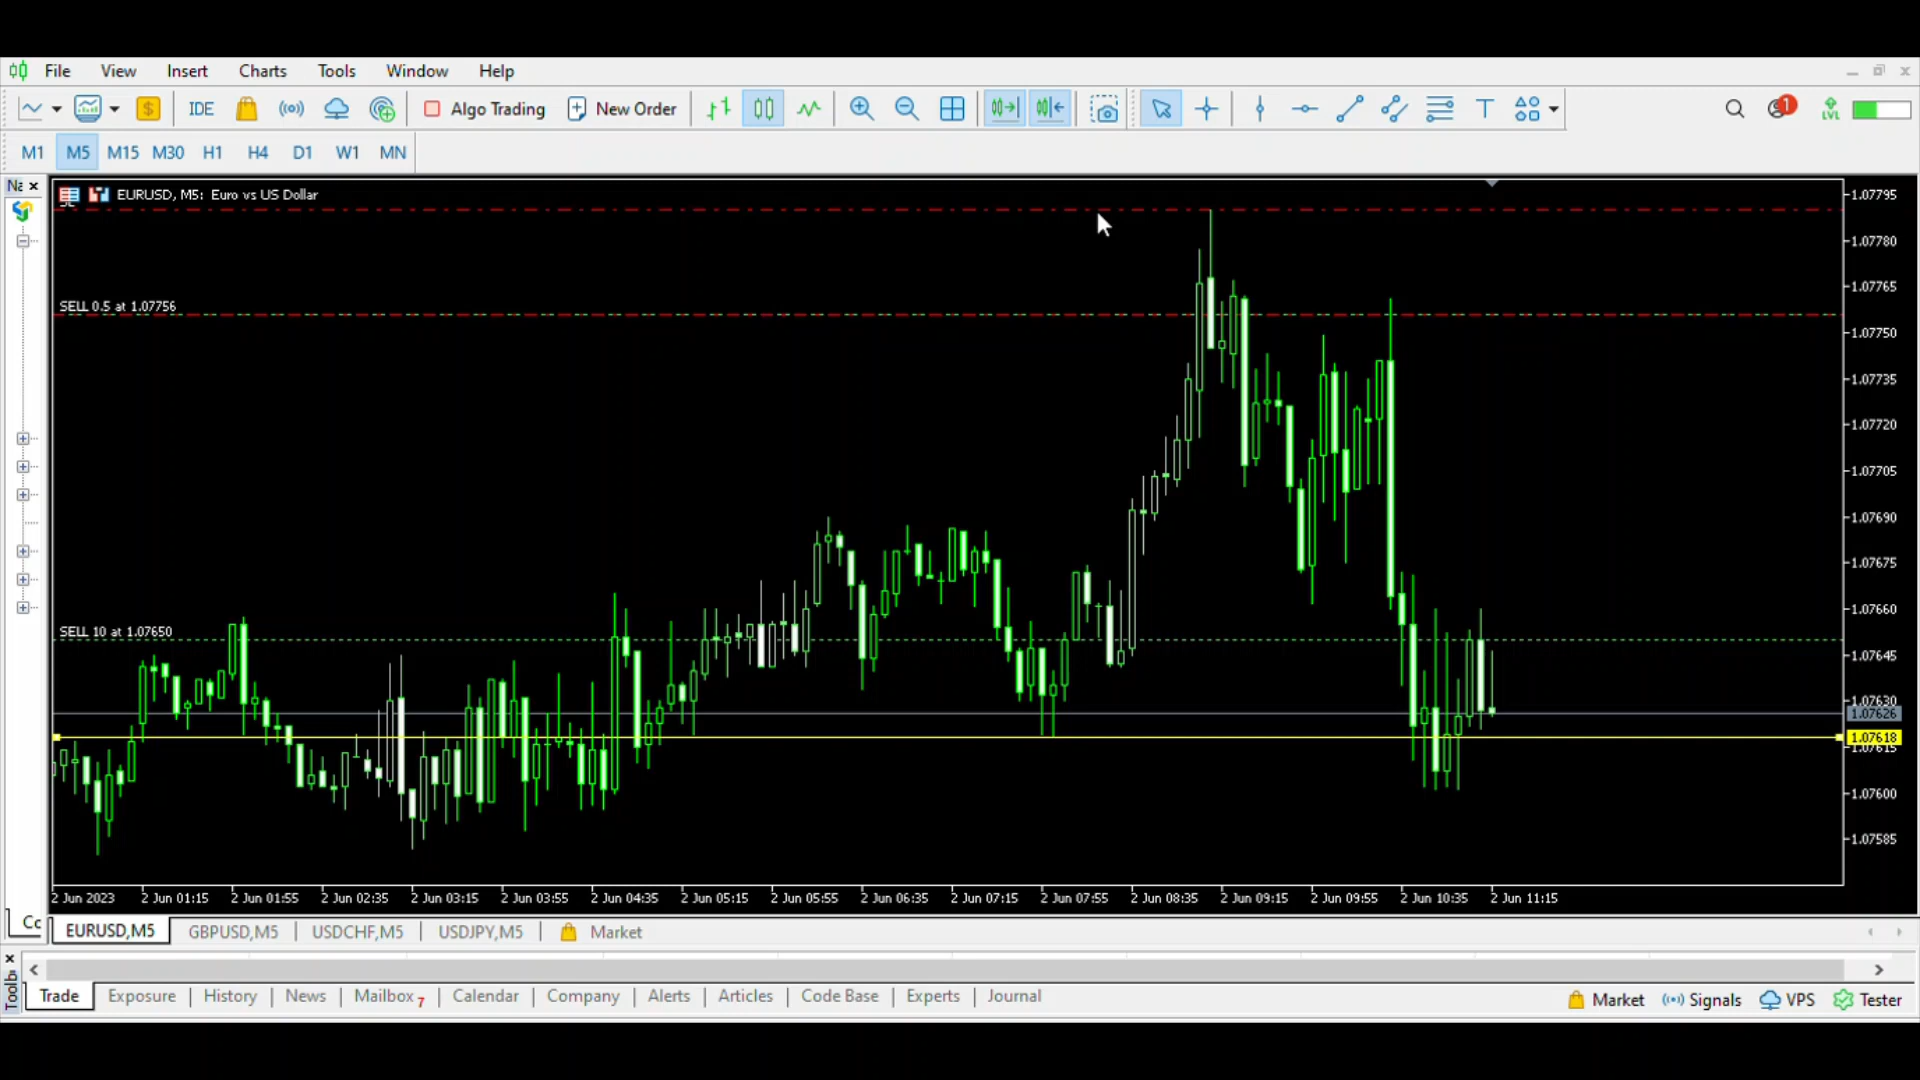 File View Insert Charts Tools Window Help
IDE Algo Trading New Order 1 LVL
M1 M5 M15 M30 H1 H4 D1 W1 MN
EURUSD, M5: Euro vs US Dollar
SELL 0.5 at 1.07756
SELL 10 at 1.07650
1.07795
1.07780
1.07765
1.07750
1.07735
1.07720
1.07705
1.07690
1.07675
1.07660
1.07645
1.07630
1.07626
1.07618
1.07615
1.07600
1.07585
2 Jun 2023 2 Jun 01:15 2 Jun 01:55 2 Jun 02:35 2 Jun 03:15 2 Jun 03:55 2 Jun 04:35 2 Jun 05:15 2 Jun 05:55 2 Jun 06:35 2 Jun 07:15 2 Jun 07:55 2 Jun 08:35 2 Jun 09:15 2 Jun 09:55 2 Jun 10:35 2 Jun 11:15
EURUSD,M5 GBPUSD,M5 USDCHF,M5 USDJPY,M5 Market
Trade Exposure History News Mailbox 7 Calendar Company Alerts Articles Code Base Experts Journal
Market Signals VPS Tester